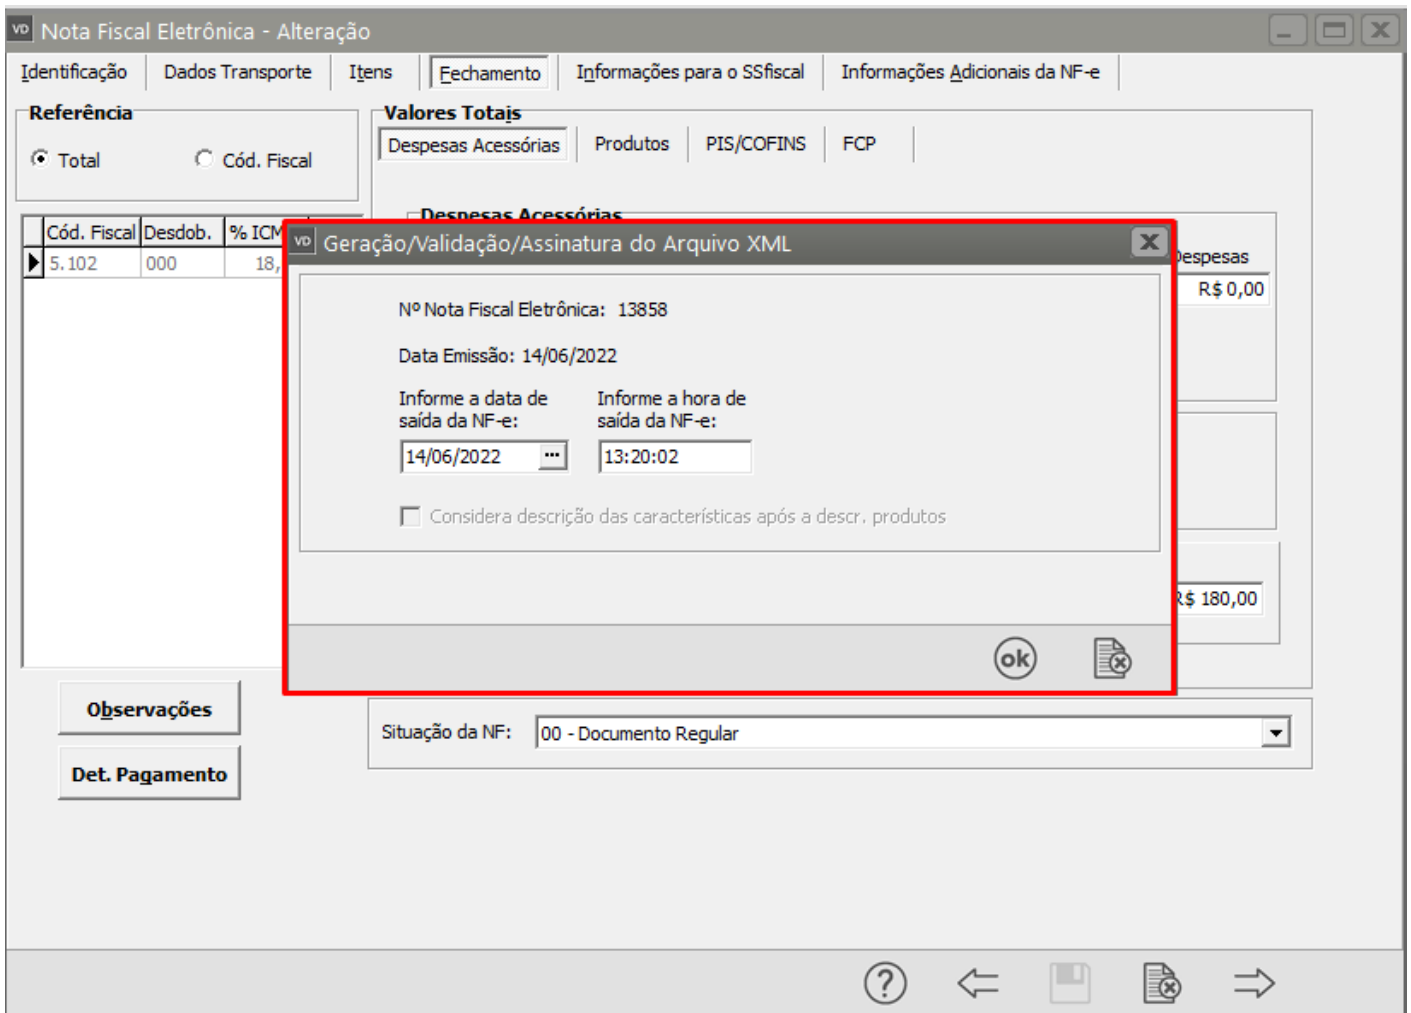 VD Nota Fiscal Eletrônica - Alteração
Identificação Dados Transporte Itens Fechamento Informações para o SSfiscal Informações Adicionais da NF-e
Referência
Total Cód. Fiscal
Valores Totais
Despesas Acessórias Produtos PIS/COFINS FCP
Despesas Acessórias
Despesas
R$ 0,00
Cód. Fiscal Desdob. % ICM
5.102 000 18,
VD Geração/Validação/Assinatura do Arquivo XML
Nº Nota Fiscal Eletrônica: 13858
Data Emissão: 14/06/2022
Informe a data de
saída da NF-e:
Informe a hora de
saída da NF-e:
14/06/2022 ... 13:20:02
Considera descrição das características após a descr. produtos
ok
R$ 180,00
Observações
Det. Pagamento
Situação da NF: 00 - Documento Regular
?